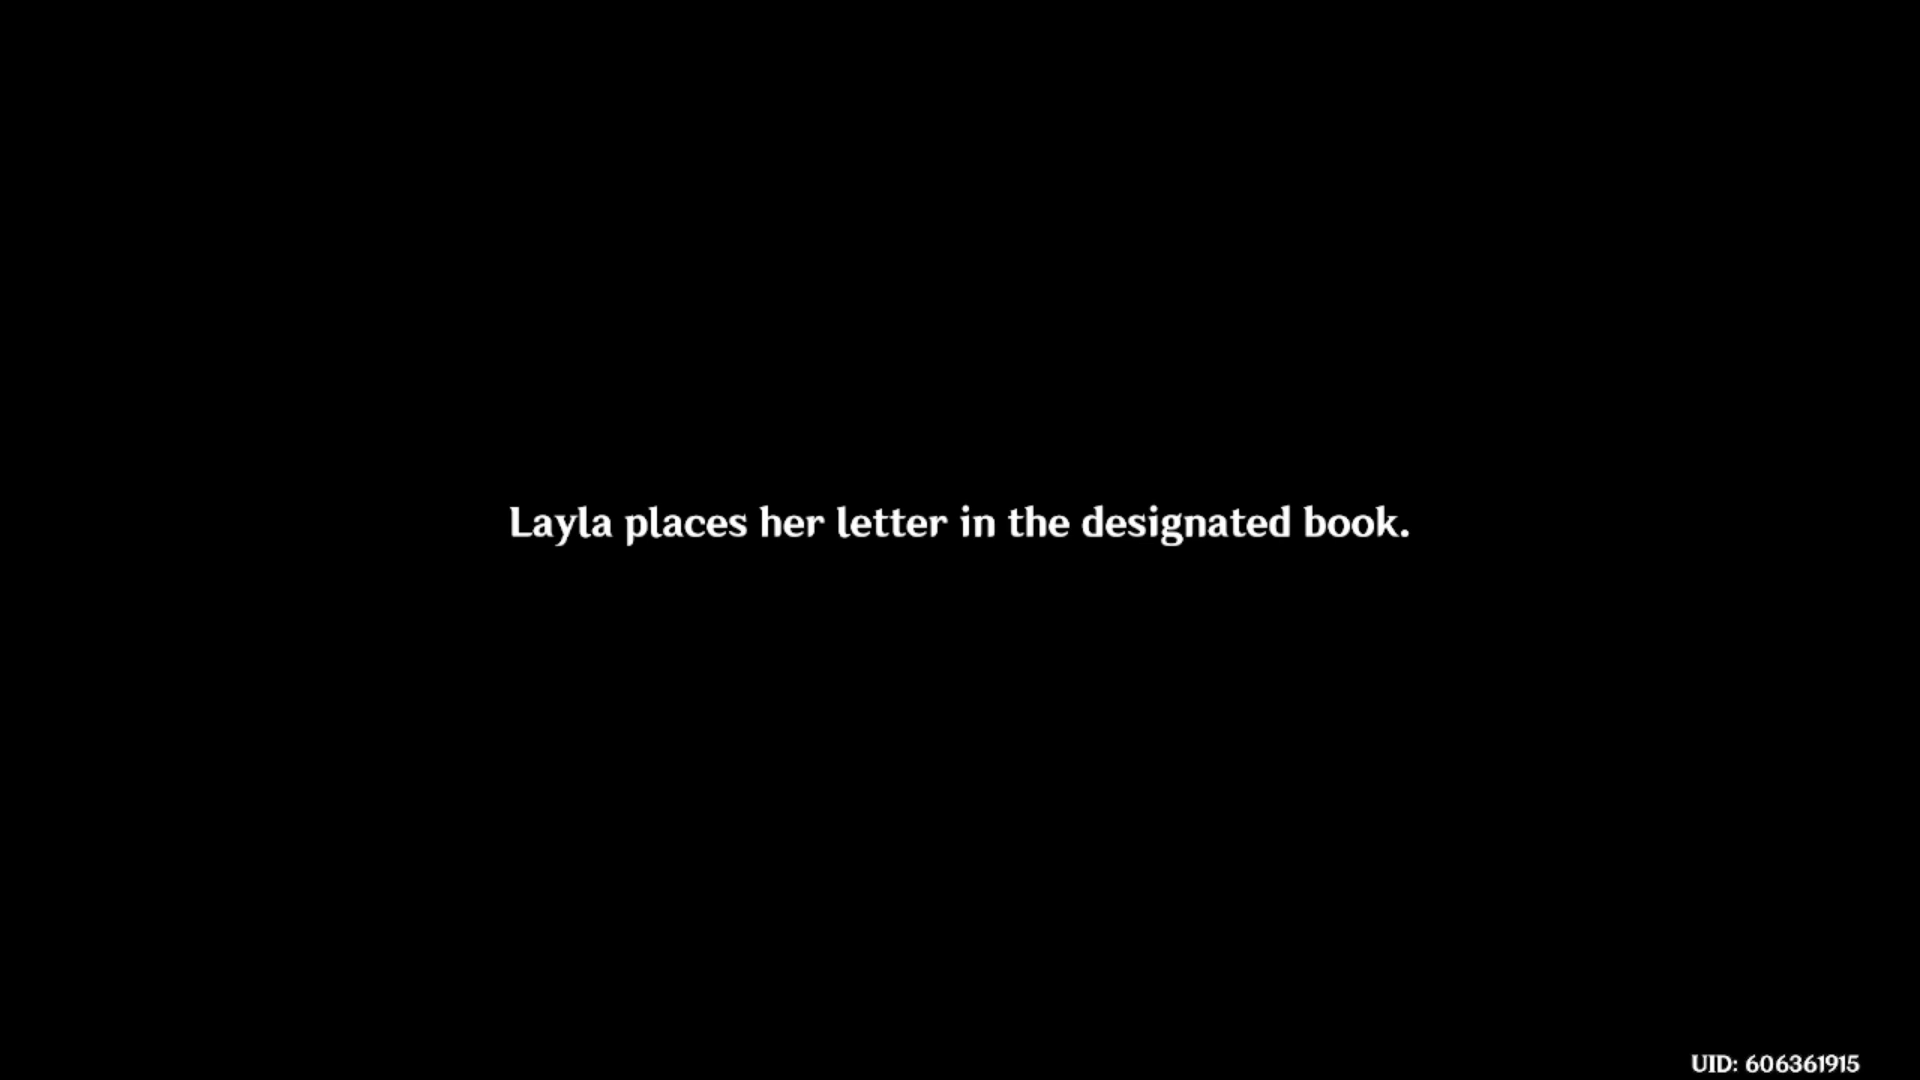 Layla places her letter in the designated book.
UID: 606361915